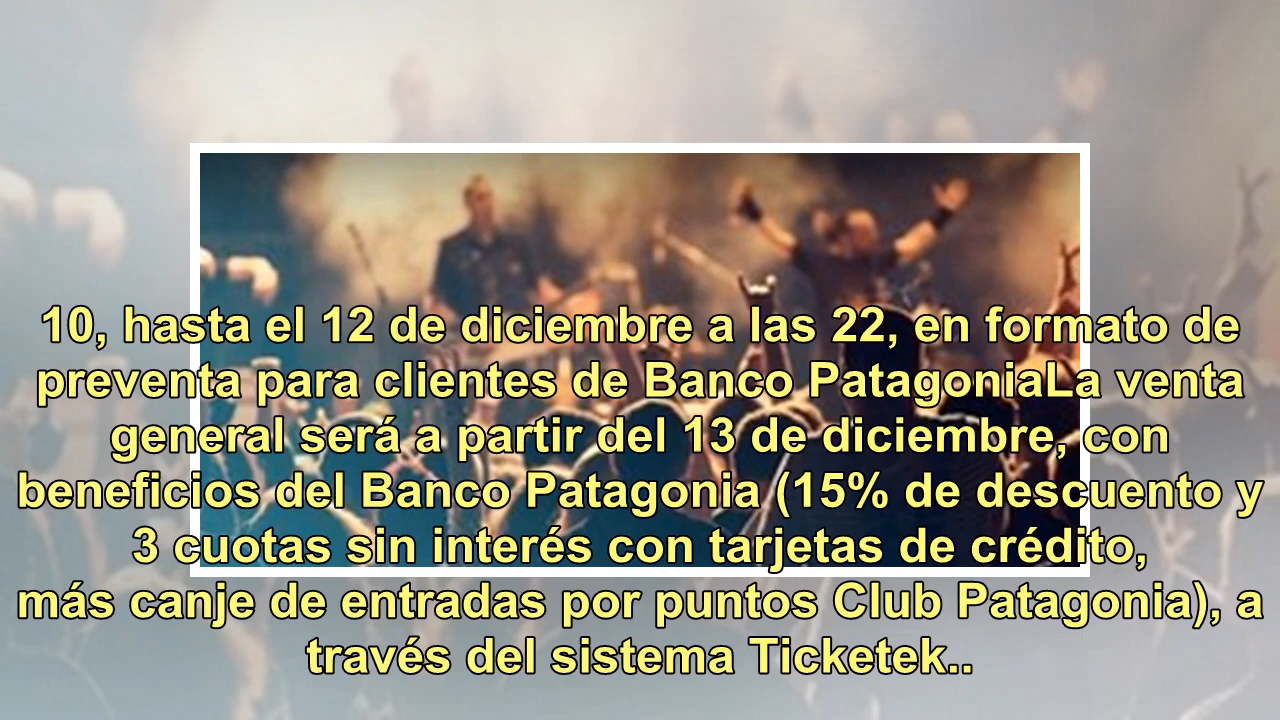 10, hasta el 12 de diciembre a las 22, en formato de
preventa para clientes de Banco PatagoniaLa venta
general será a partir del 13 de diciembre, con
beneficios del Banco Patagonia (15% de descuento y
3 cuotas sin interés con tarjetas de crédito,
más canje de entradas por puntos Club Patagonia), a
través del sistema Ticketek..